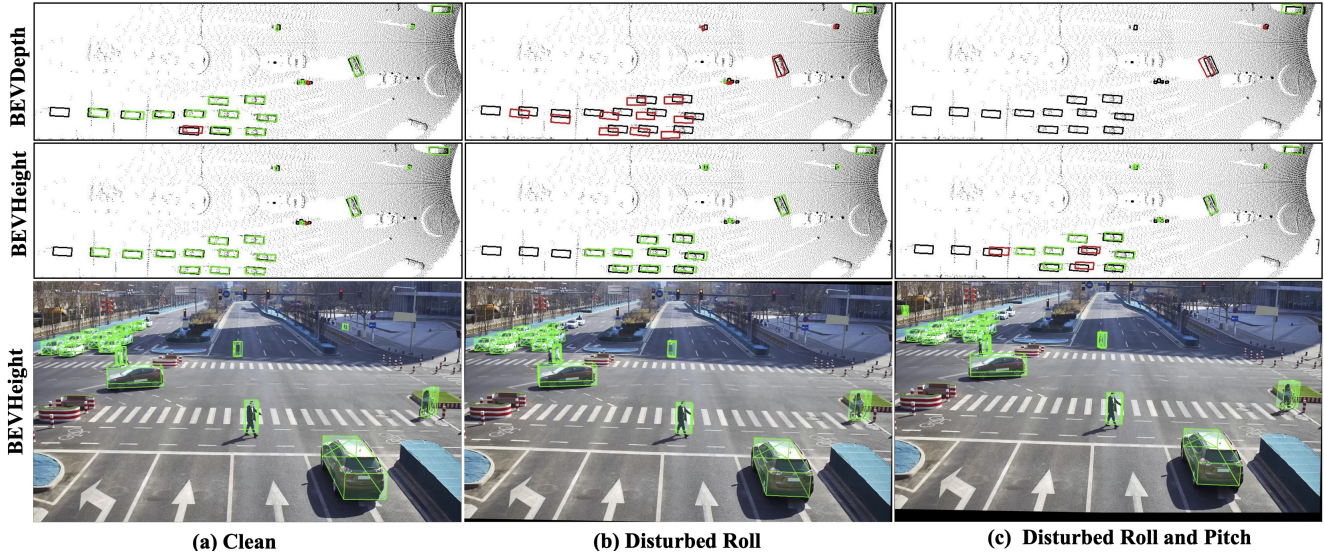 BEVDepth
BEVHeight
BEVHeight
(a) Clean
(b) Disturbed Roll
(c) Disturbed Roll and Pitch